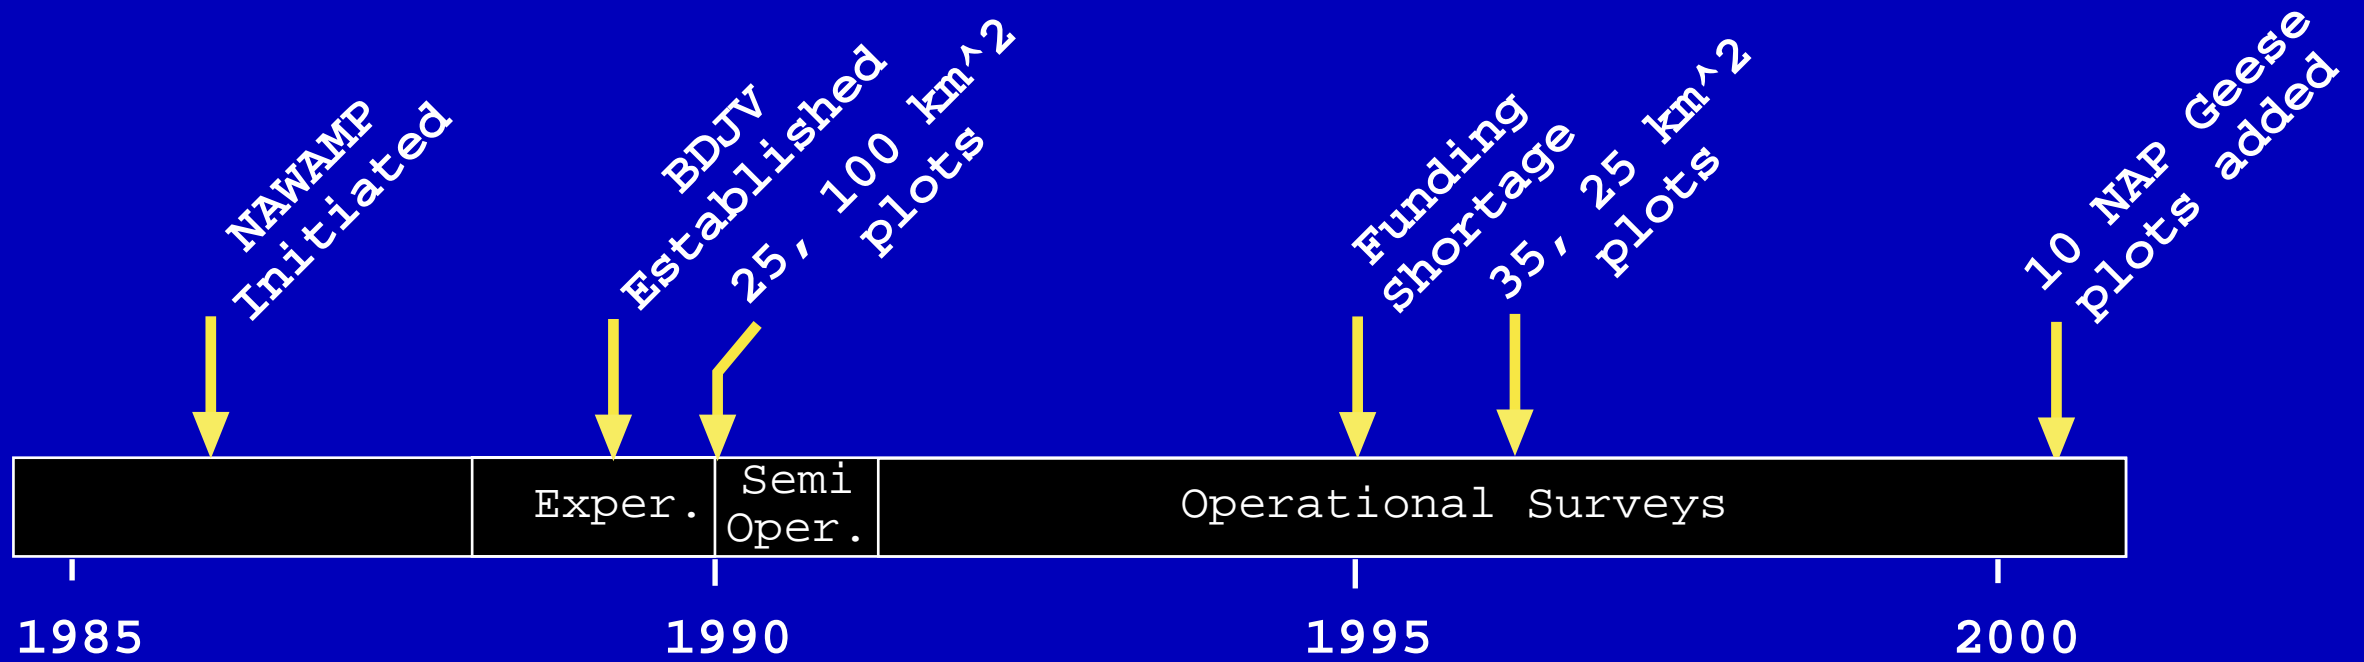 NAWAMP
Initiated
BDJV
Established
25, 100 km^2
plots
Funding
shortage
35, 25 km^2
plots
10 NAP Geese
plots added
Exper.
Semi
Oper.
Operational Surveys
1985
1990
1995
2000